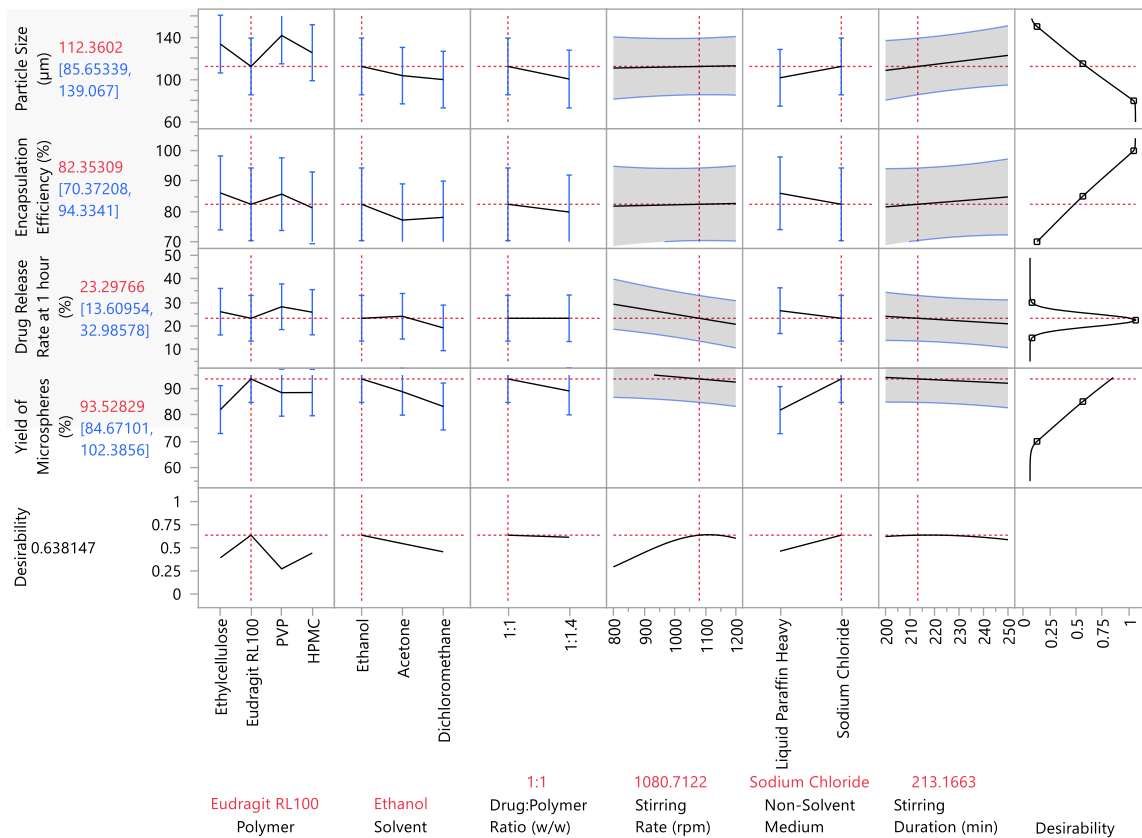 Particle Size
(µm)
112.3602
[85.65339,
139.067]
140
100
60
Encapsulation
Efficiency (%)
82.35309
[70.37208,
94.3341]
100
90
80
70
Drug Release
Rate at 1 hour
(%)
23.29766
[13.60954,
32.98578]
50
40
30
20
10
Yield of
Microspheres
(%)
93.52829
[84.67101,
102.3856]
90
80
70
60
Desirability
0.638147
1
0.75
0.5
0.25
0
Ethylcellulose
Eudragit RL100
PVP
HPMC
Ethanol
Acetone
Dichloromethane
1:1
1:1.4
800
900
1000
1100
1200
Liquid Paraffin Heavy
Sodium Chloride
200
210
220
230
240
250
0
0.25
0.5
0.75
1
Eudragit RL100
Polymer
Ethanol
Solvent
1:1
Drug:Polymer
Ratio (w/w)
1080.7122
Stirring
Rate (rpm)
Sodium Chloride
Non-Solvent
Medium
213.1663
Stirring
Duration (min)
Desirability